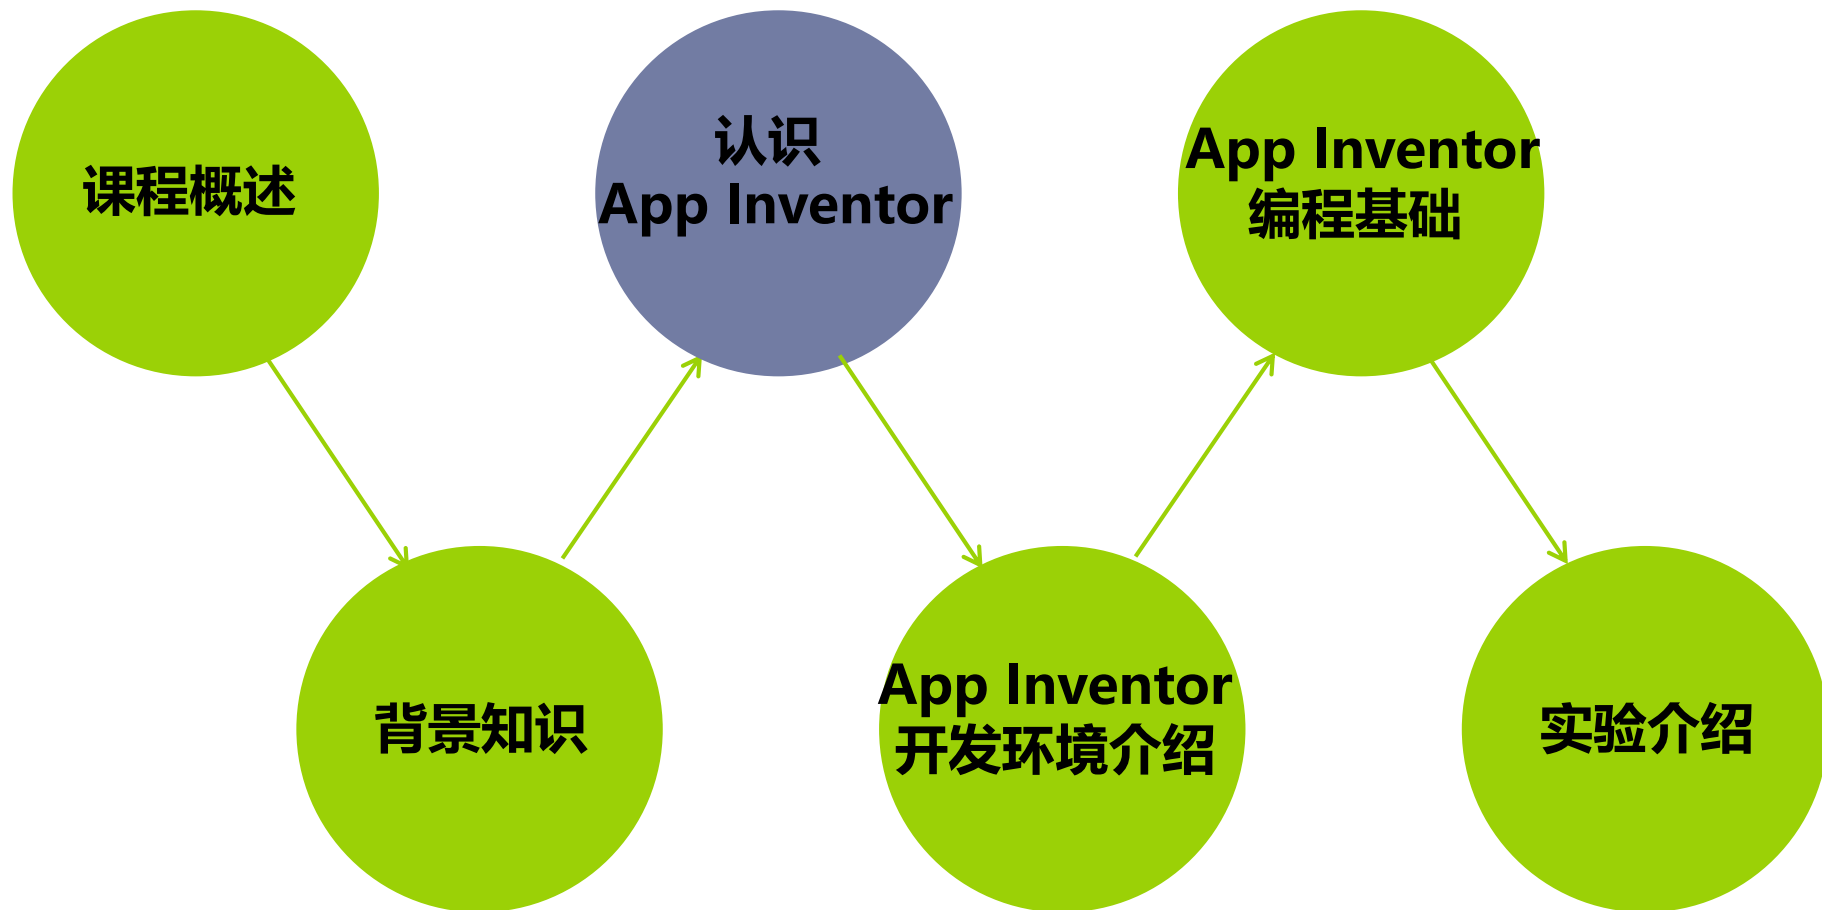 课程概述
认识
App Inventor
App Inventor
编程基础
背景知识
App Inventor
开发环境介绍
实验介绍